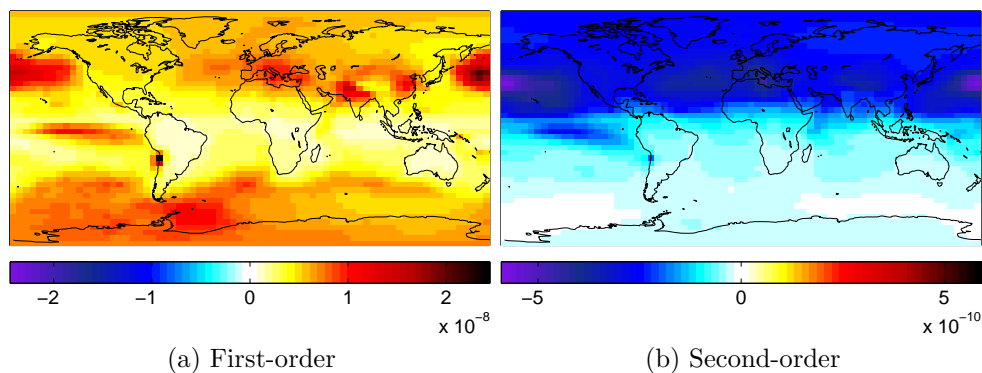 −2 −1 0 1 2
x 10⁻⁸
−5 0 5
x 10⁻¹⁰
(a) First-order
(b) Second-order